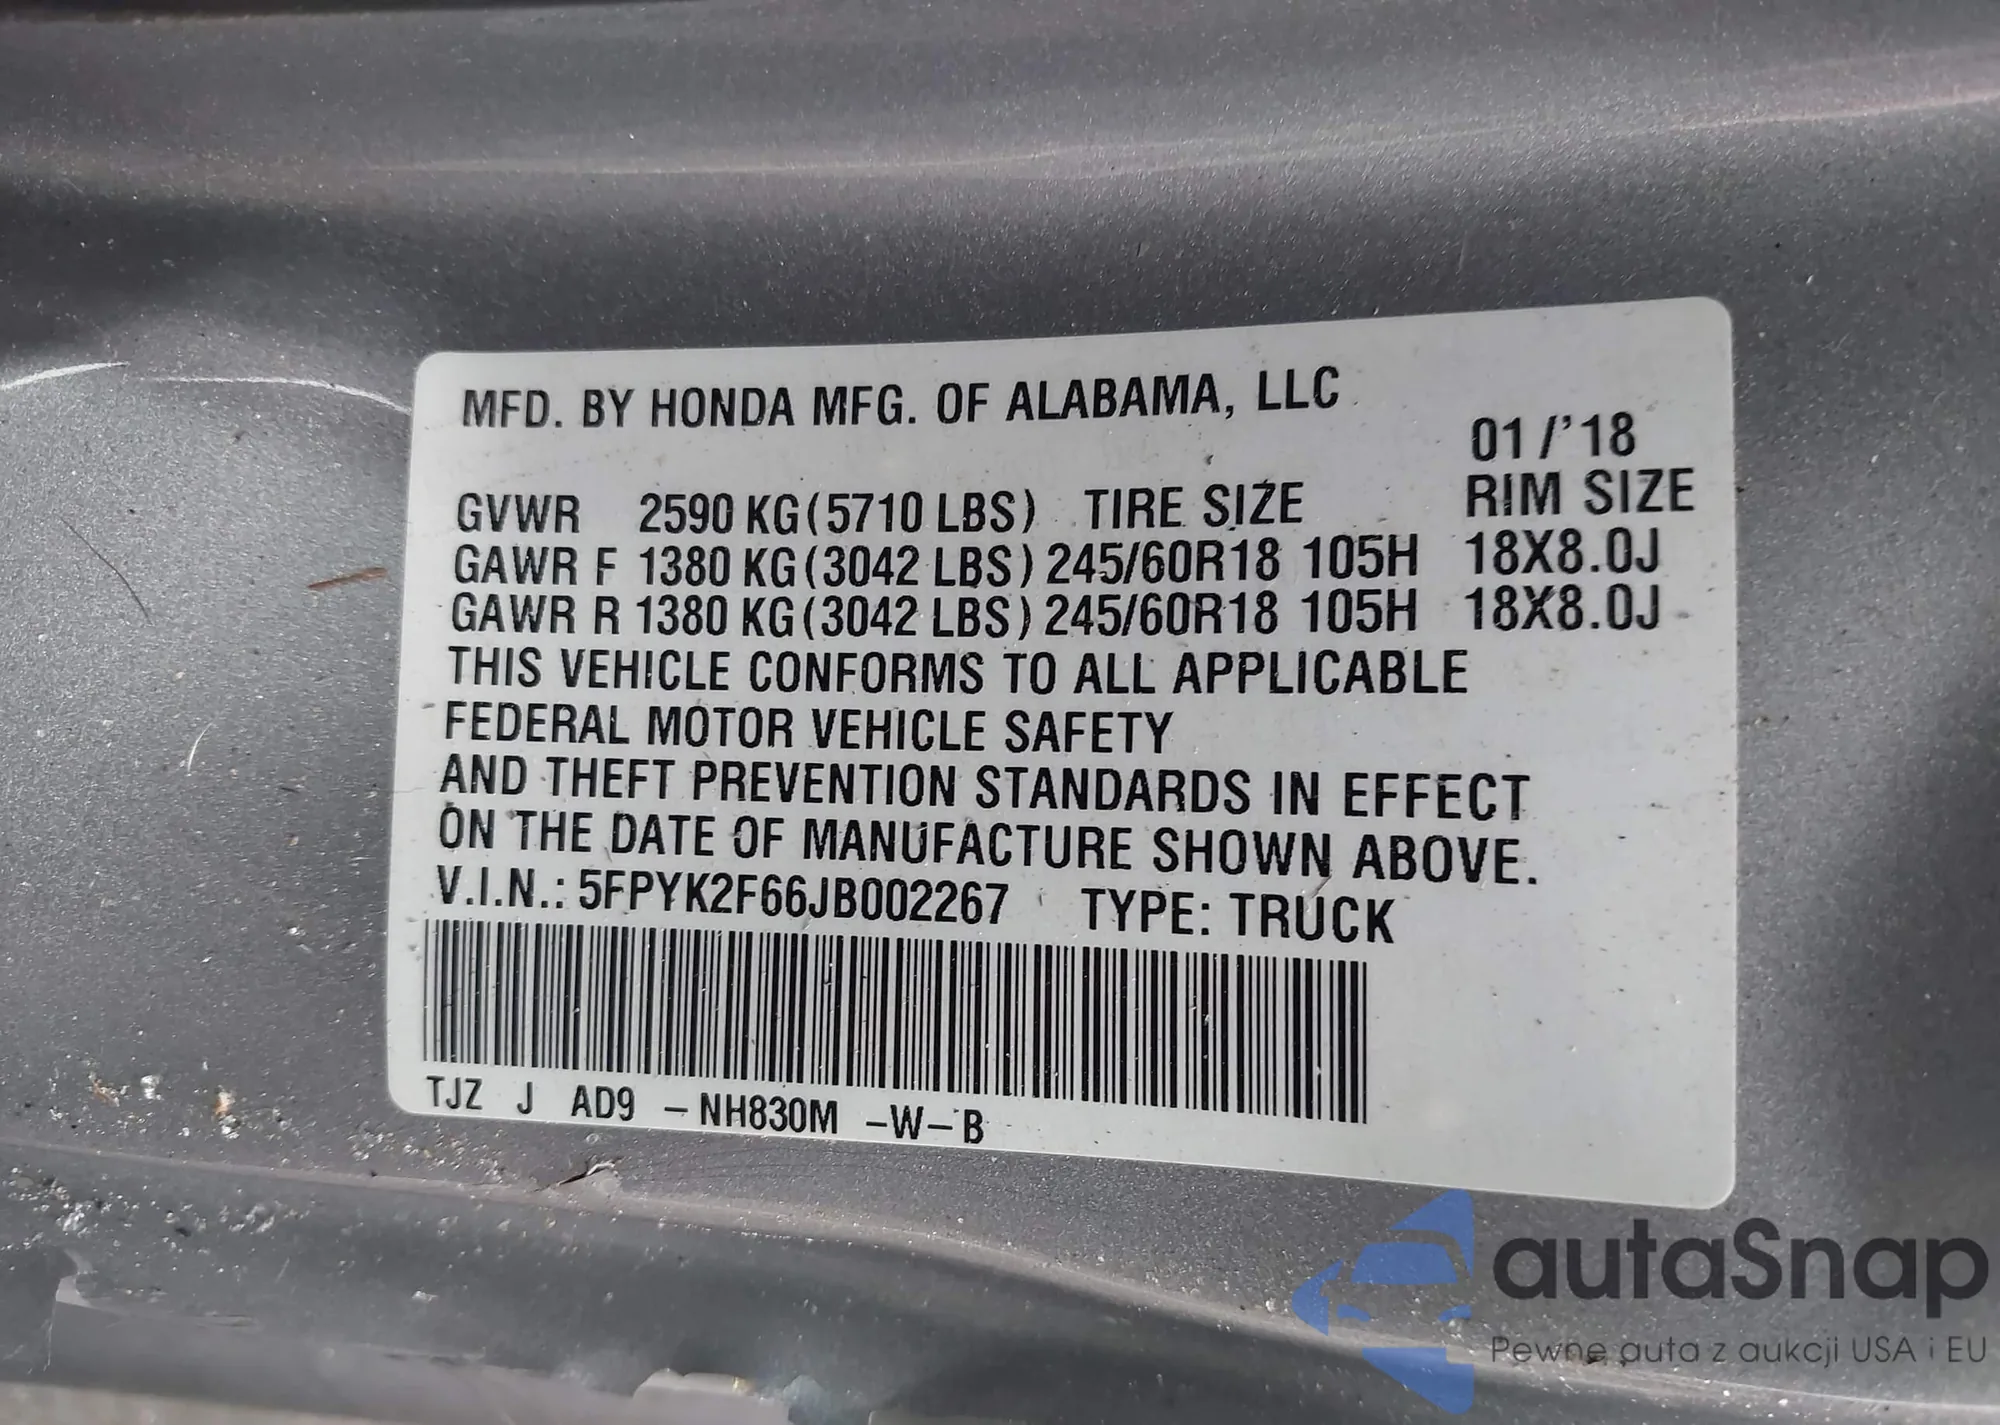 MFD. BY HONDA MFG. OF ALABAMA, LLC
01/'18
GVWR 2590 KG(5710 LBS) TIRE SIZE RIM SIZE
GAWR F 1380 KG(3042 LBS) 245/60R18 105H 18X8.0J
GAWR R 1380 KG(3042 LBS) 245/60R18 105H 18X8.0J
THIS VEHICLE CONFORMS TO ALL APPLICABLE
FEDERAL MOTOR VEHICLE SAFETY
AND THEFT PREVENTION STANDARDS IN EFFECT
ON THE DATE OF MANUFACTURE SHOWN ABOVE.
V.I.N.: 5FPYK2F66JB002267 TYPE: TRUCK
TJZ J AD9 -NH830M -W-B
autaSnap
Pewne auta z aukcji USA i EU